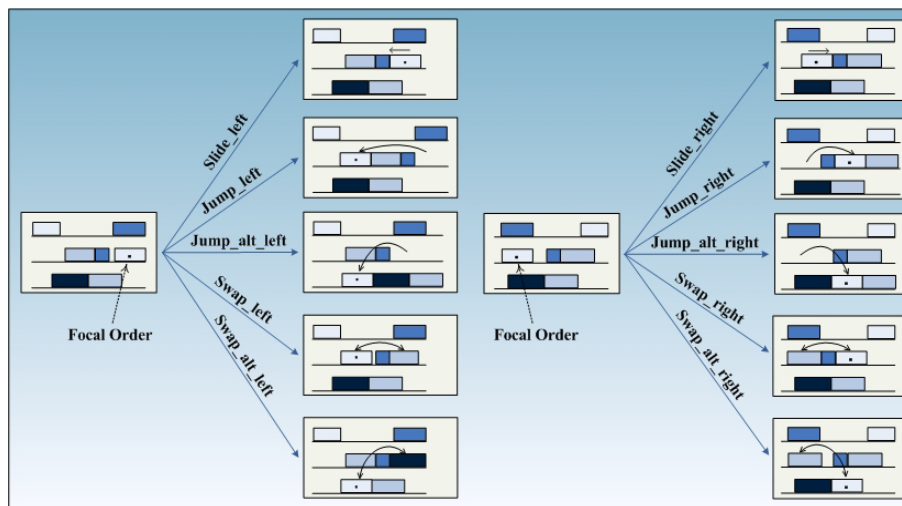 Slide_left
Jump_left
Jump_alt_left
Swap_left
Swap_alt_left
Focal Order
Slide_right
Jump_right
Jump_alt_right
Swap_right
Swap_alt_right
Focal Order